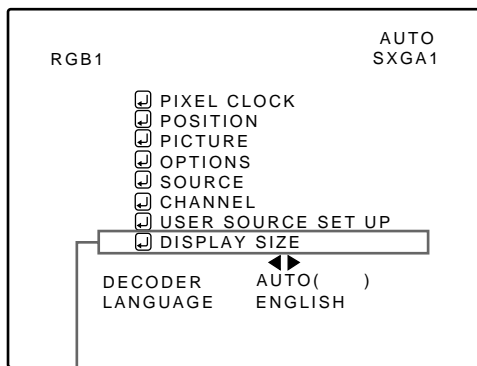 AUTO
RGB1 SXGA1
PIXEL CLOCK
POSITION
PICTURE
OPTIONS
SOURCE
CHANNEL
USER SOURCE SET UP
DISPLAY SIZE
DECODER AUTO( )
LANGUAGE ENGLISH